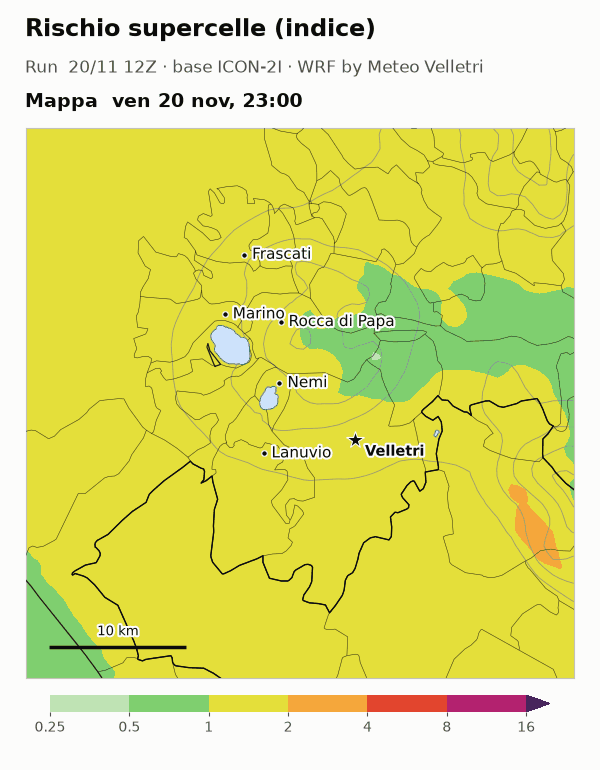 Rischio supercelle (indice)
Run  20/11 12Z · base ICON-2I · WRF by Meteo Velletri
Mappa  ven 20 nov, 23:00
Frascati
Marino
Rocca di Papa
Nemi
Velletri
Lanuvio
10 km
0.25 0.5 1 2 4 8 16